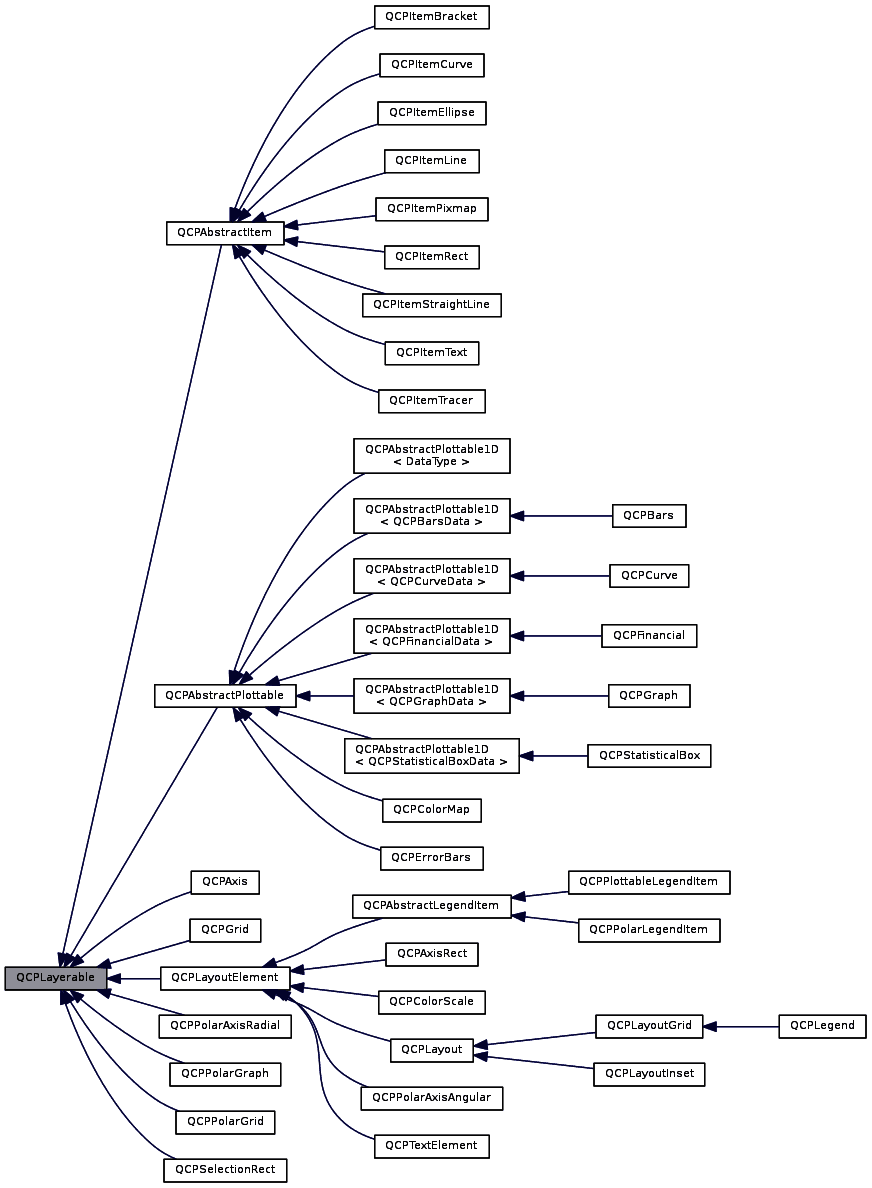 QCPItemBracket
QCPItemCurve
QCPItemEllipse
QCPItemLine
QCPItemPixmap
QCPAbstractItem
QCPItemRect
QCPItemStraightLine
QCPItemText
QCPItemTracer
QCPAbstractPlottable1D
< DataType >
QCPAbstractPlottable1D
< QCPBarsData >
QCPBars
QCPAbstractPlottable1D
< QCPCurveData >
QCPCurve
QCPAbstractPlottable1D
< QCPFinancialData >
QCPFinancial
QCPAbstractPlottable
QCPAbstractPlottable1D
< QCPGraphData >
QCPGraph
QCPAbstractPlottable1D
< QCPStatisticalBoxData >
QCPStatisticalBox
QCPColorMap
QCPErrorBars
QCPAxis
QCPAbstractLegendItem
QCPPlottableLegendItem
QCPGrid
QCPPolarLegendItem
QCPAxisRect
QCPLayerable
QCPLayoutElement
QCPColorScale
QCPPolarAxisRadial
QCPLayout
QCPLayoutGrid
QCPLegend
QCPPolarGraph
QCPLayoutInset
QCPPolarAxisAngular
QCPPolarGrid
QCPTextElement
QCPSelectionRect